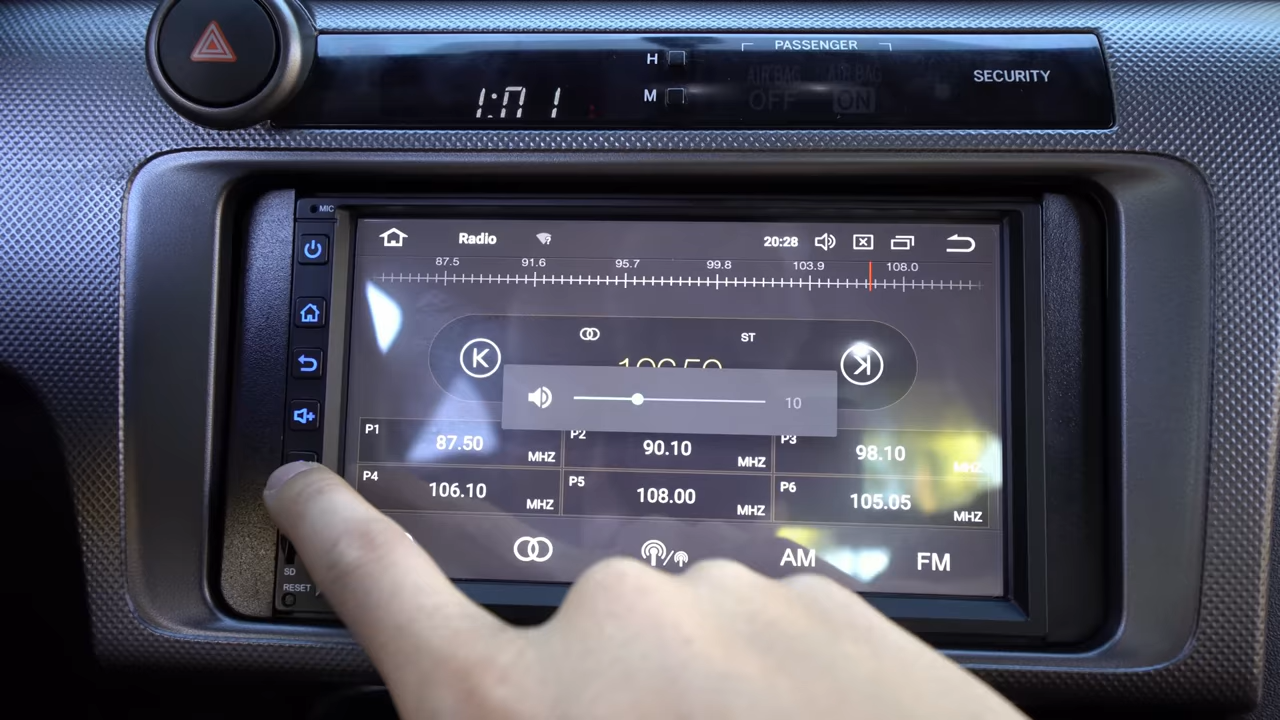 PASSENGER
H
AIR BAG AIR BAG
SECURITY
M
OFF ON
MIC
Radio
20:28
87.5 91.6 95.7 99.8 103.9 108.0
ST
10
P1 87.50 MHZ
P2 90.10 MHZ
P3 98.10 MHZ
P4 106.10 MHZ
P5 108.00 MHZ
P6 105.05 MHZ
AM FM
SD
RESET